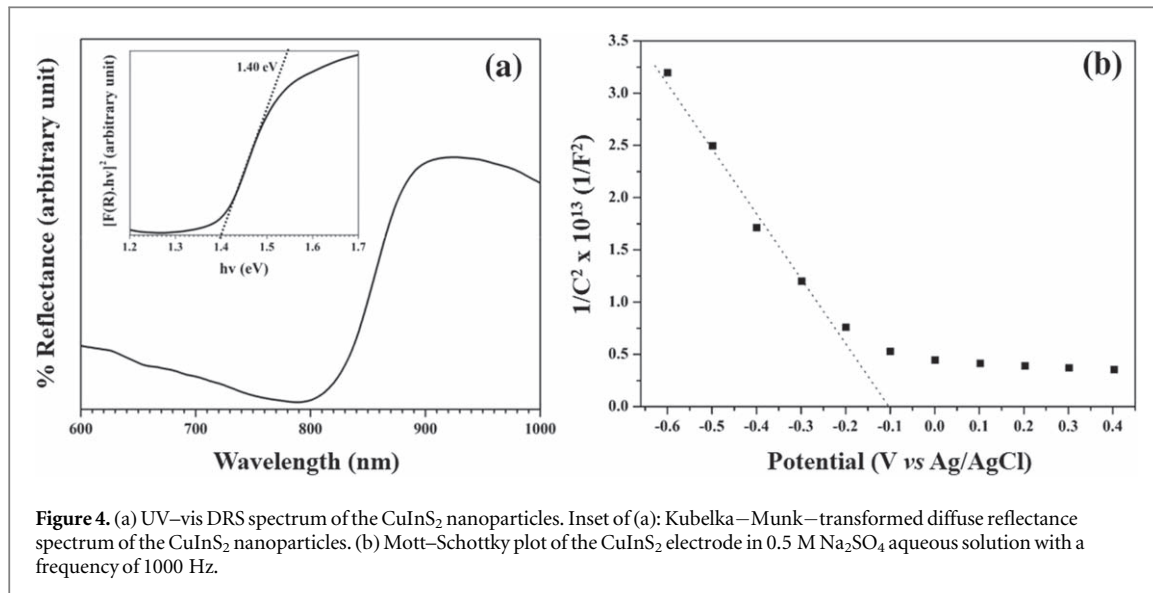 (a)
1.40 eV
[F(R).hν]² (arbitrary unit)
1.2 1.3 1.4 1.5 1.6 1.7
hν (eV)
% Reflectance (arbitrary unit)
600 700 800 900 1000
Wavelength (nm)
(b)
1/C² x 10¹³ (1/F²)
3.5
3.0
2.5
2.0
1.5
1.0
0.5
0.0
-0.6 -0.5 -0.4 -0.3 -0.2 -0.1 0.0 0.1 0.2 0.3 0.4
Potential (V vs Ag/AgCl)
Figure 4. (a) UV–vis DRS spectrum of the CuInS₂ nanoparticles. Inset of (a): Kubelka−Munk−transformed diffuse reflectance
spectrum of the CuInS₂ nanoparticles. (b) Mott–Schottky plot of the CuInS₂ electrode in 0.5 M Na₂SO₄ aqueous solution with a
frequency of 1000 Hz.